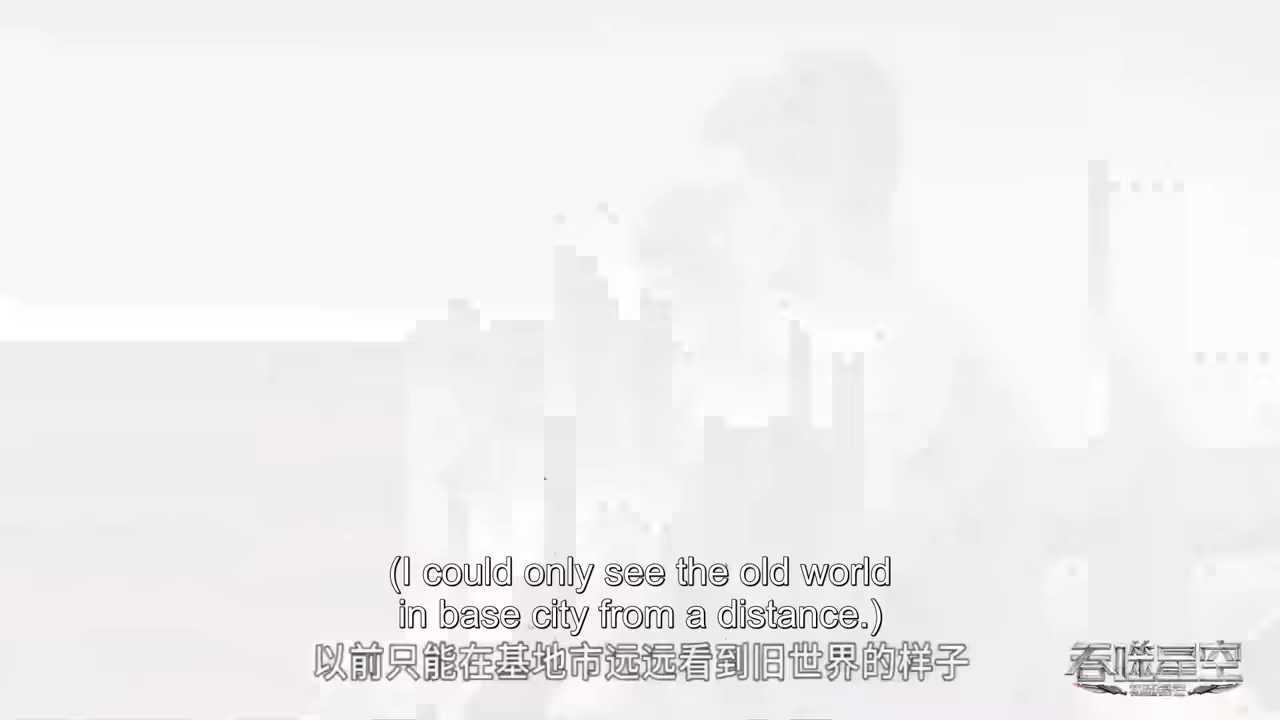 (I could only see the old world
in base city from a distance.)
以前只能在基地市远远看到旧世界的样子
吞噬星空